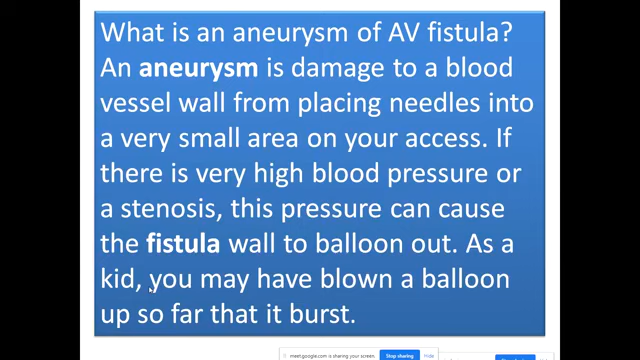 What is an aneurysm of AV fistula?
An aneurysm is damage to a blood
vessel wall from placing needles into
a very small area on your access. If
there is very high blood pressure or
a stenosis, this pressure can cause
the fistula wall to balloon out. As a
kid, you may have blown a balloon
up so far that it burst.
meet.google.com is sharing your screen. Stop sharing Hide